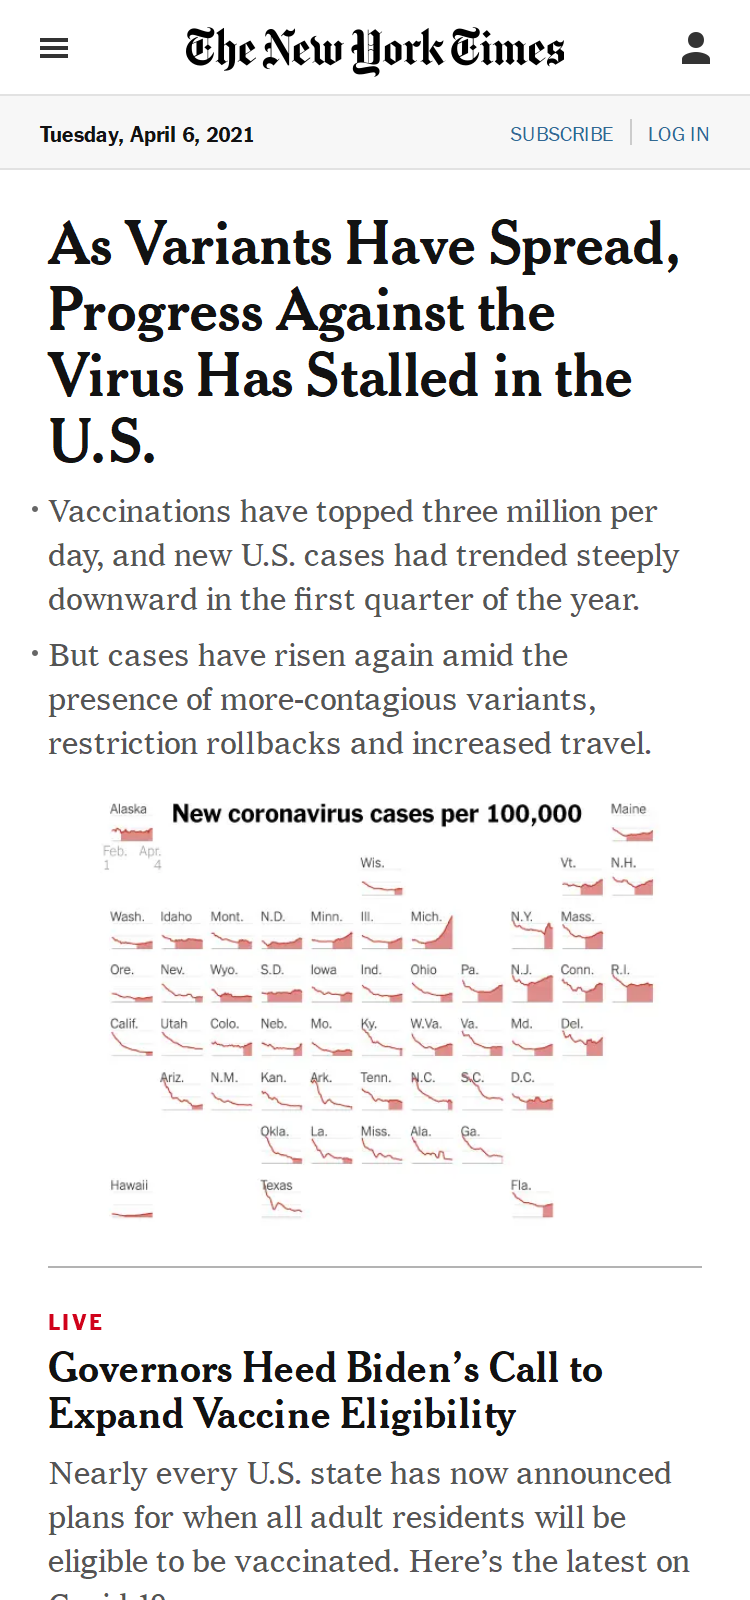 The New York Times
Tuesday, April 6, 2021
SUBSCRIBE
LOG IN
As Variants Have Spread,
Progress Against the
Virus Has Stalled in the
U.S.
• Vaccinations have topped three million per
day, and new U.S. cases had trended steeply
downward in the first quarter of the year.
• But cases have risen again amid the
presence of more-contagious variants,
restriction rollbacks and increased travel.
Alaska New coronavirus cases per 100,000 Maine
Feb. Apr.
1 4
Wis. Vt. N.H.
Wash. Idaho Mont. N.D. Minn. Ill. Mich. N.Y. Mass.
Ore. Nev. Wyo. S.D. Iowa Ind. Ohio Pa. N.J. Conn. R.I.
Calif. Utah Colo. Neb. Mo. Ky. W.Va. Va. Md. Del.
Ariz. N.M. Kan. Ark. Tenn. N.C. S.C. D.C.
Okla. La. Miss. Ala. Ga.
Hawaii Texas Fla.
LIVE
Governors Heed Biden’s Call to
Expand Vaccine Eligibility
Nearly every U.S. state has now announced
plans for when all adult residents will be
eligible to be vaccinated. Here’s the latest on